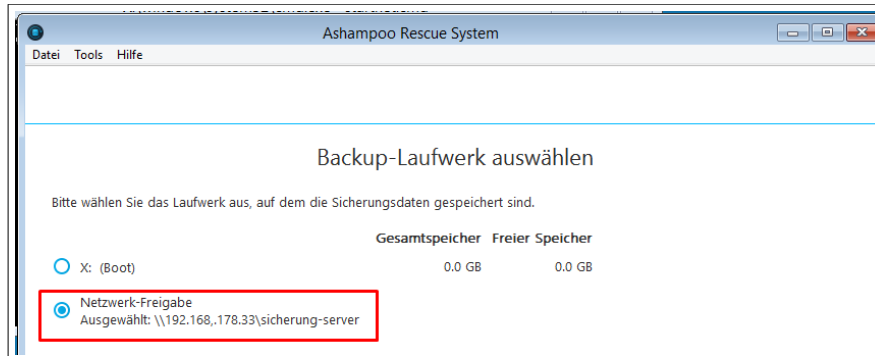 Ashampoo Rescue System
Datei Tools Hilfe
Backup-Laufwerk auswählen
Bitte wählen Sie das Laufwerk aus, auf dem die Sicherungsdaten gespeichert sind.
Gesamtspeicher Freier Speicher
X: (Boot) 0.0 GB 0.0 GB
Netzwerk-Freigabe
Ausgewählt: \\192.168,.178.33\sicherung-server